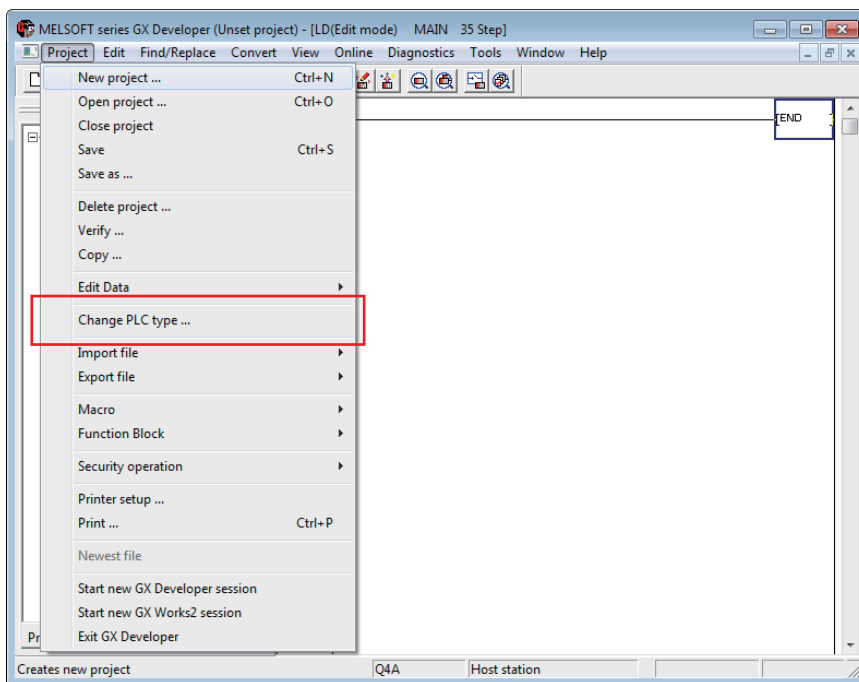 MELSOFT series GX Developer (Unset project) - [LD(Edit mode) MAIN 35 Step]
Project Edit Find/Replace Convert View Online Diagnostics Tools Window Help
New project ... Ctrl+N
Open project ... Ctrl+O
Close project
Save Ctrl+S
Save as ...
Delete project ...
Verify ...
Copy ...
Edit Data
Change PLC type ...
Import file
Export file
Macro
Function Block
Security operation
Printer setup ...
Print ... Ctrl+P
Newest file
Start new GX Developer session
Start new GX Works2 session
Exit GX Developer
[END ]
Pr
Creates new project Q4A Host station